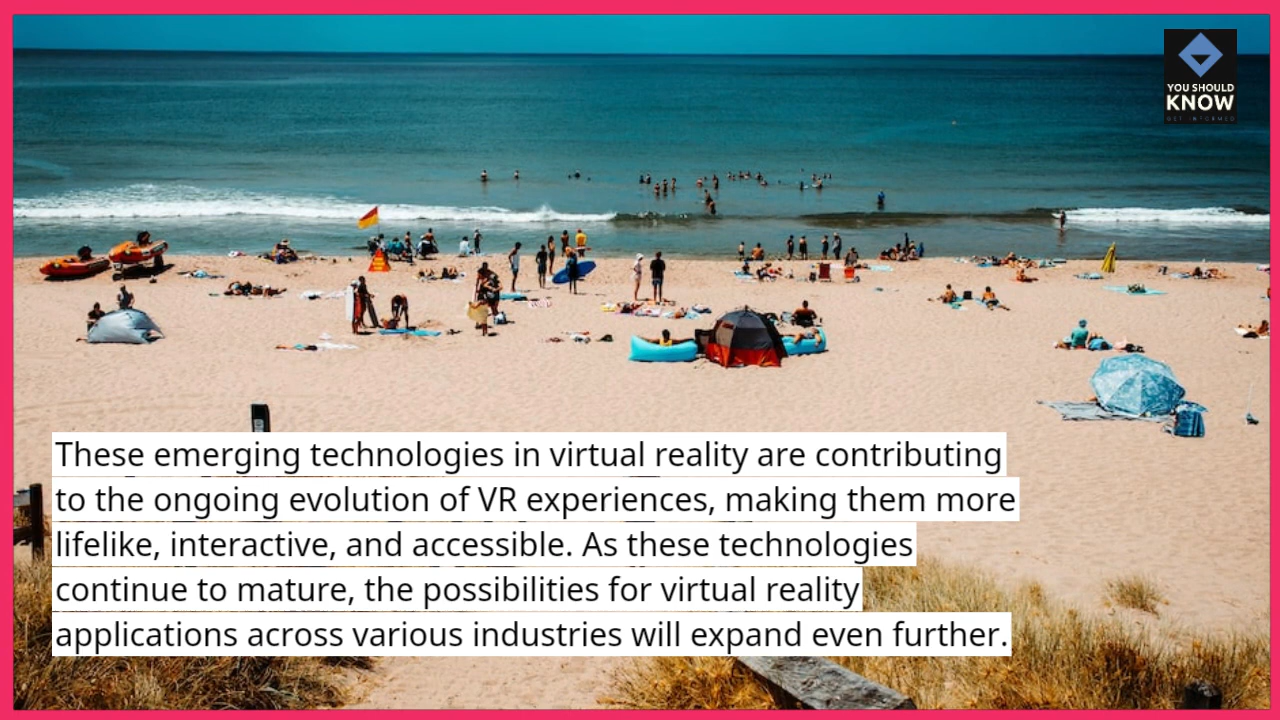 YOU SHOULD
KNOW
GET INFORMED
These emerging technologies in virtual reality are contributing
to the ongoing evolution of VR experiences, making them more
lifelike, interactive, and accessible. As these technologies
continue to mature, the possibilities for virtual reality
applications across various industries will expand even further.